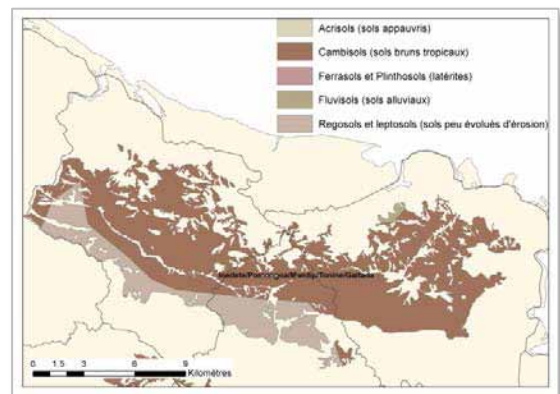 Acrisols (sols appauvris)
Cambisols (sols bruns tropicaux)
Ferrasols et Plinthosols (latérites)
Fluvisols (sols alluviaux)
Regosols et leptosols (sols peu évolués d'érosion)
0 1.5 3 6 9
Kilomètres